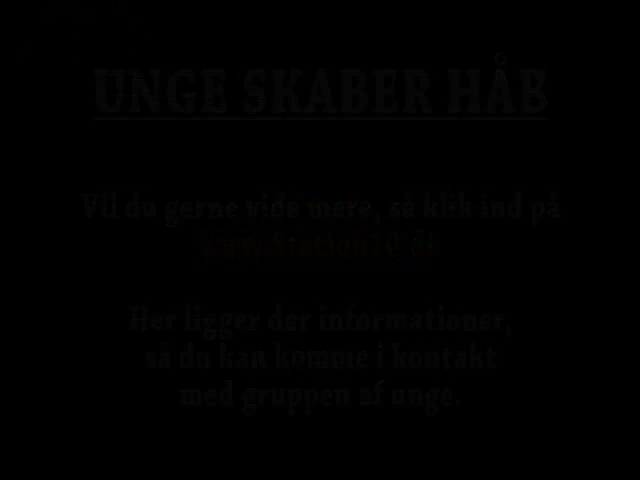 UNGE SKABER HÅB
Vil du gerne vide mere, så klik ind på
Her ligger der informationer,
så du kan komme i kontakt
med gruppen af unge.